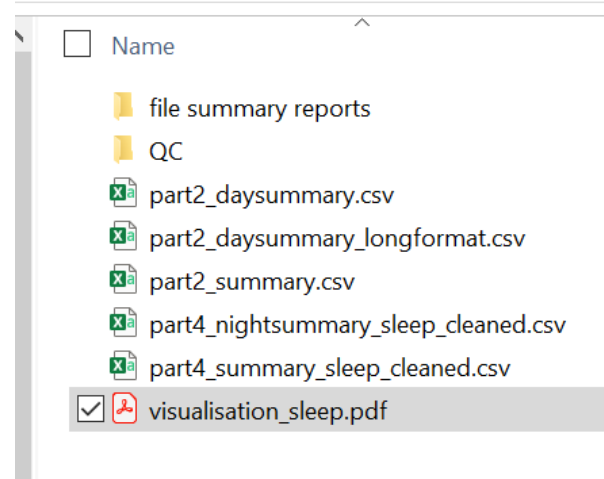 Name
file summary reports
QC
part2_daysummary.csv
part2_daysummary_longformat.csv
part2_summary.csv
part4_nightsummary_sleep_cleaned.csv
part4_summary_sleep_cleaned.csv
visualisation_sleep.pdf